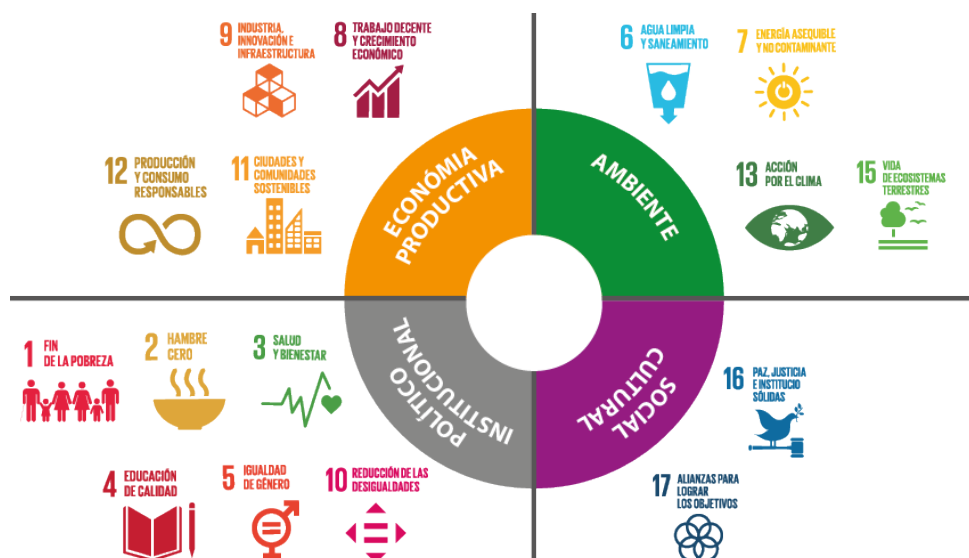 9 INDUSTRIA,
INNOVACIÓN E
INFRAESTRUCTURA
8 TRABAJO DECENTE
Y CRECIMIENTO
ECONÓMICO
6 AGUA LIMPIA
Y SANEAMIENTO
7 ENERGÍA ASEQUIBLE
Y NO CONTAMINANTE
12 PRODUCCIÓN
Y CONSUMO
RESPONSABLES
11 CIUDADES Y
COMUNIDADES
SOSTENIBLES
ECONÓMIA
PRODUCTIVA
AMBIENTE
13 ACCIÓN
POR EL CLIMA
15 VIDA
DE ECOSISTEMAS
TERRESTRES
1 FIN
DE LA POBREZA
2 HAMBRE
CERO
3 SALUD
Y BIENESTAR
POLÍTICO
INSTITUCIONAL
SOCIAL
CULTURAL
16 PAZ, JUSTICIA
E INSTITUCIO
SÓLIDAS
4 EDUCACIÓN
DE CALIDAD
5 IGUALDAD
DE GÉNERO
10 REDUCCIÓN DE LAS
DESIGUALDADES
17 ALIANZAS PARA
LOGRAR
LOS OBJETIVOS